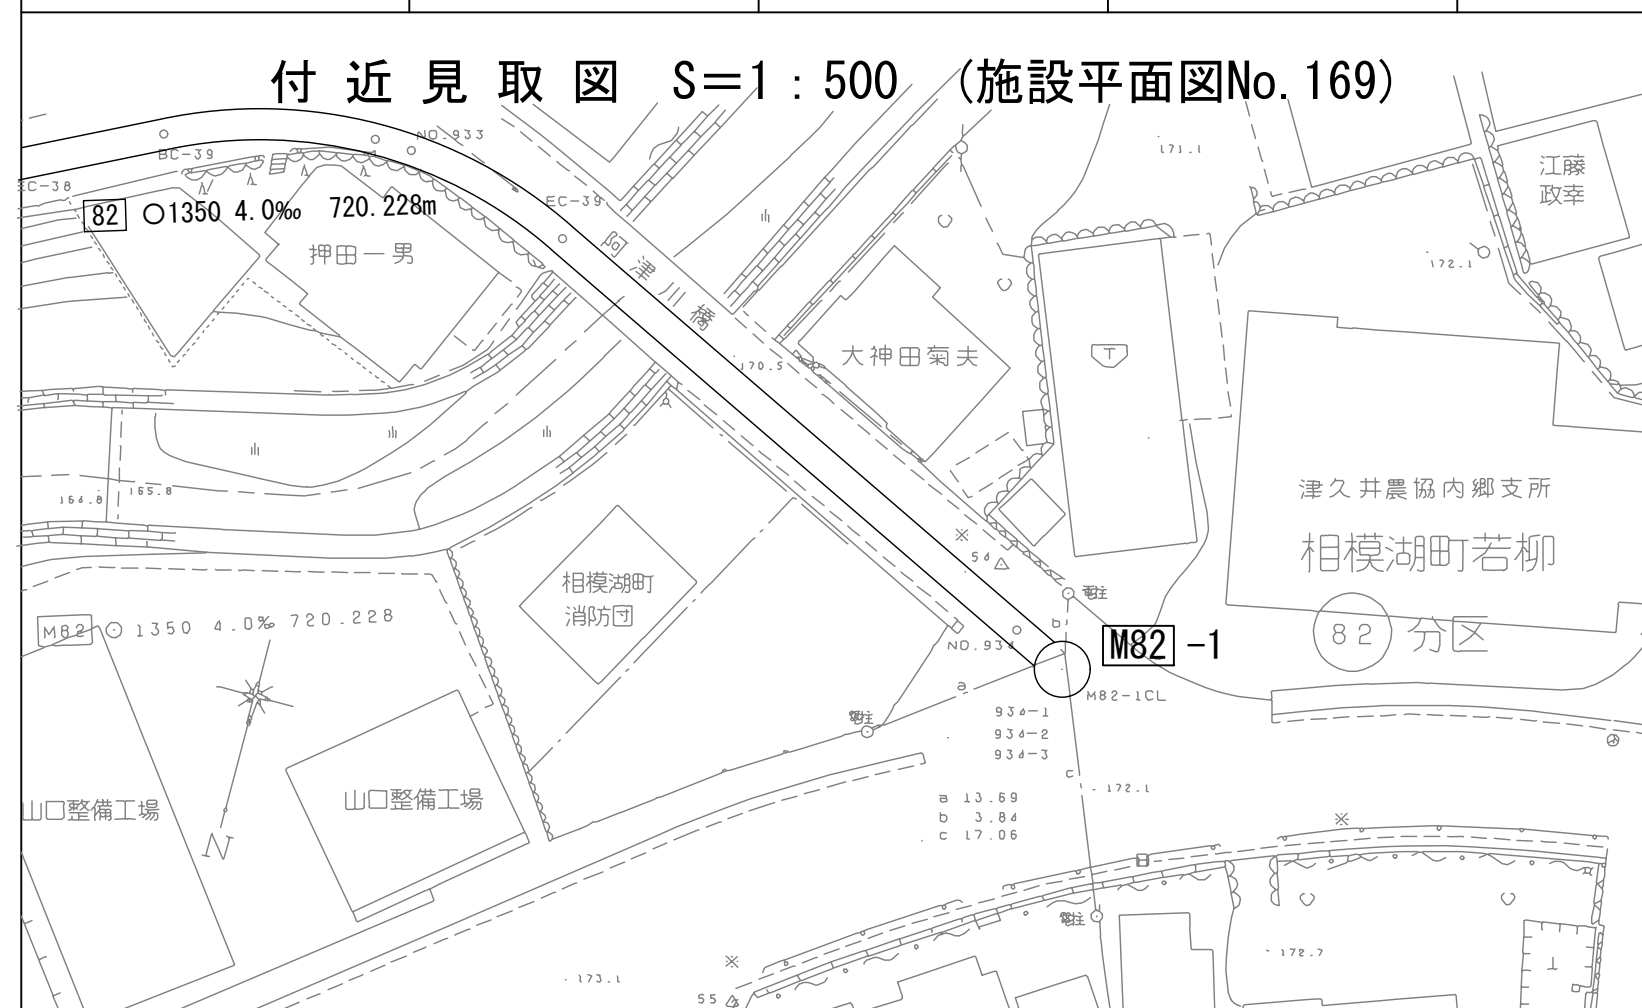 付近見取図 S=1:500 (施設平面図No.169)
NO.933
BC-39
EC-38
82 ○1350 4.0‰ 720.228m
EC-39
押田一男
阿津川橋
171.1
江藤
政幸
172.1
170.5
大神田菊夫
T
津久井農協内郷支所
相模湖町若柳
82 分区
164.8
165.8
※
54
相模湖町
消防団
電柱
b
M82 ○ 1350 4.0‰ 720.228
NO.934
M82 -1
a
M82-1CL
電柱
934-1
934-2
934-3
c
172.1
a 13.69
b 3.84
c 17.06
山口整備工場
山口整備工場
N
※
電柱
172.7
※
173.1
55